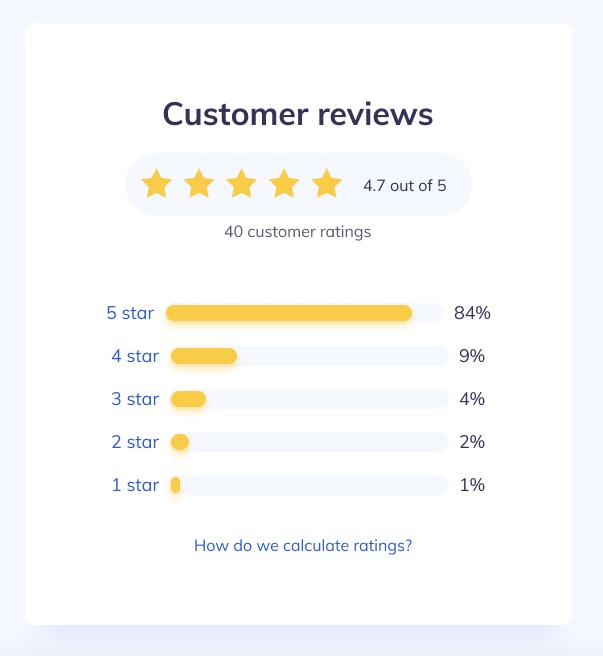 Customer reviews
4.7 out of 5
40 customer ratings
5 star 84%
4 star 9%
3 star 4%
2 star 2%
1 star 1%
How do we calculate ratings?